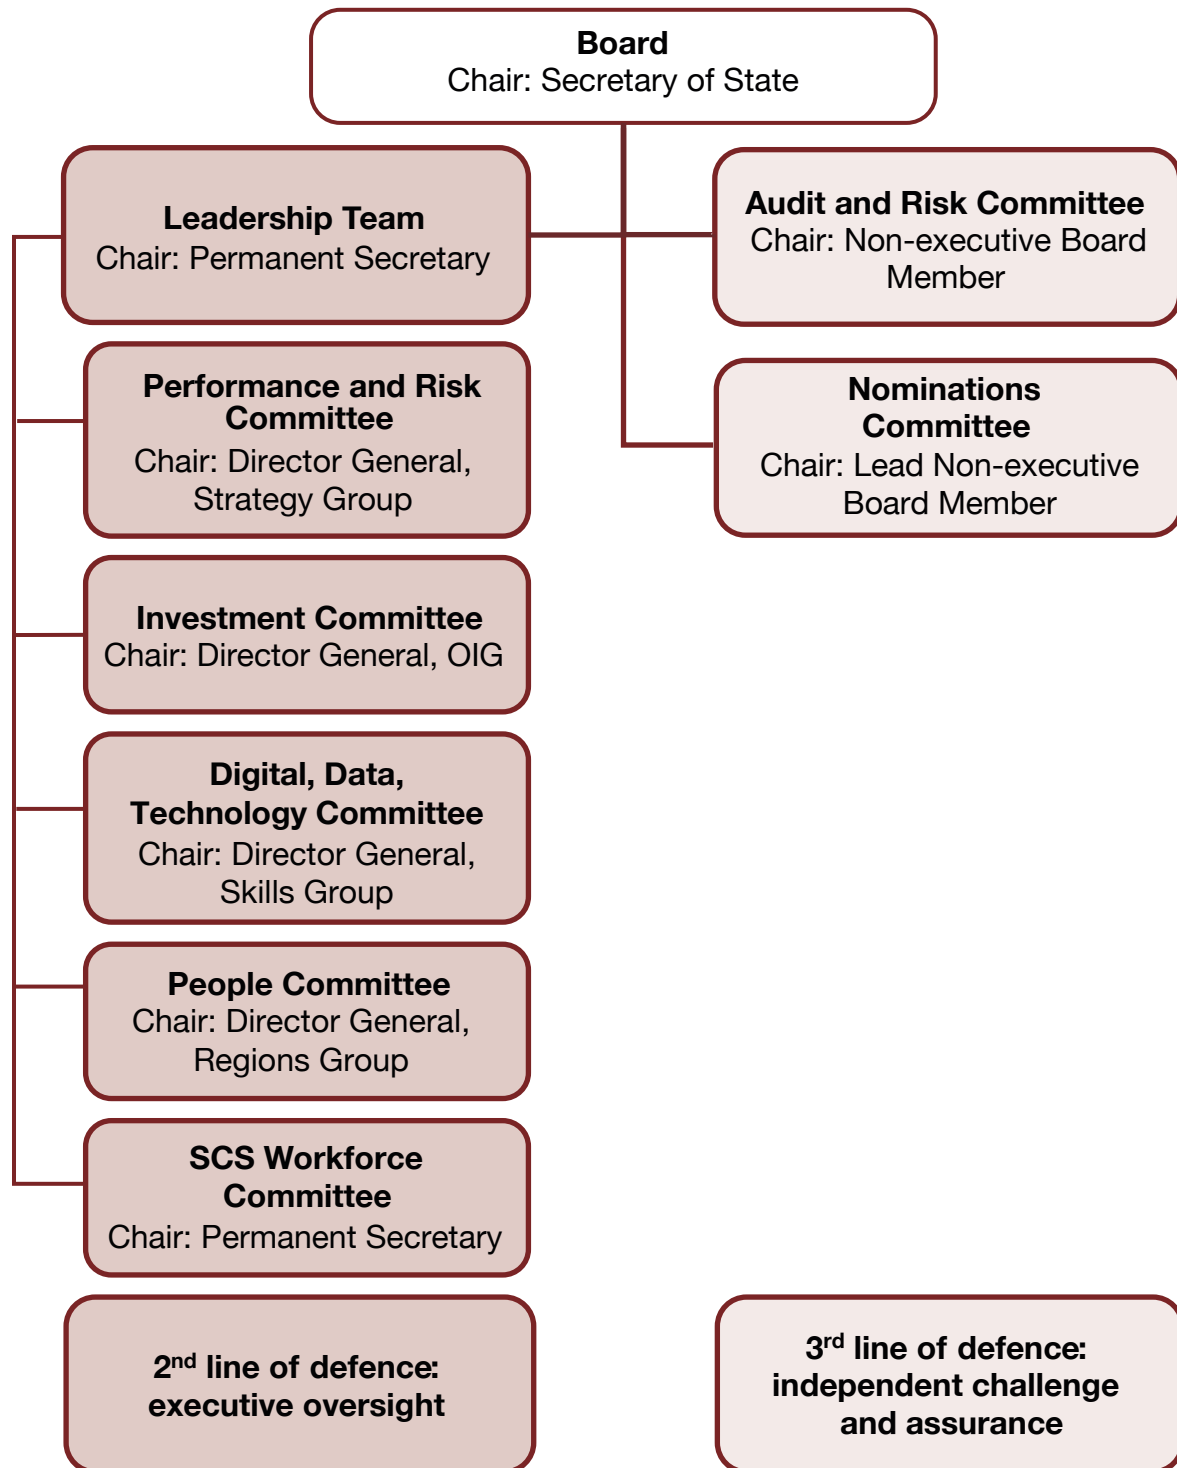 Board
Chair: Secretary of State
Leadership Team
Chair: Permanent Secretary
Audit and Risk Committee
Chair: Non-executive Board
Member
Performance and Risk
Committee
Chair: Director General,
Strategy Group
Nominations
Committee
Chair: Lead Non-executive
Board Member
Investment Committee
Chair: Director General, OIG
Digital, Data,
Technology Committee
Chair: Director General,
Skills Group
People Committee
Chair: Director General,
Regions Group
SCS Workforce
Committee
Chair: Permanent Secretary
2nd line of defence:
executive oversight
3rd line of defence:
independent challenge
and assurance